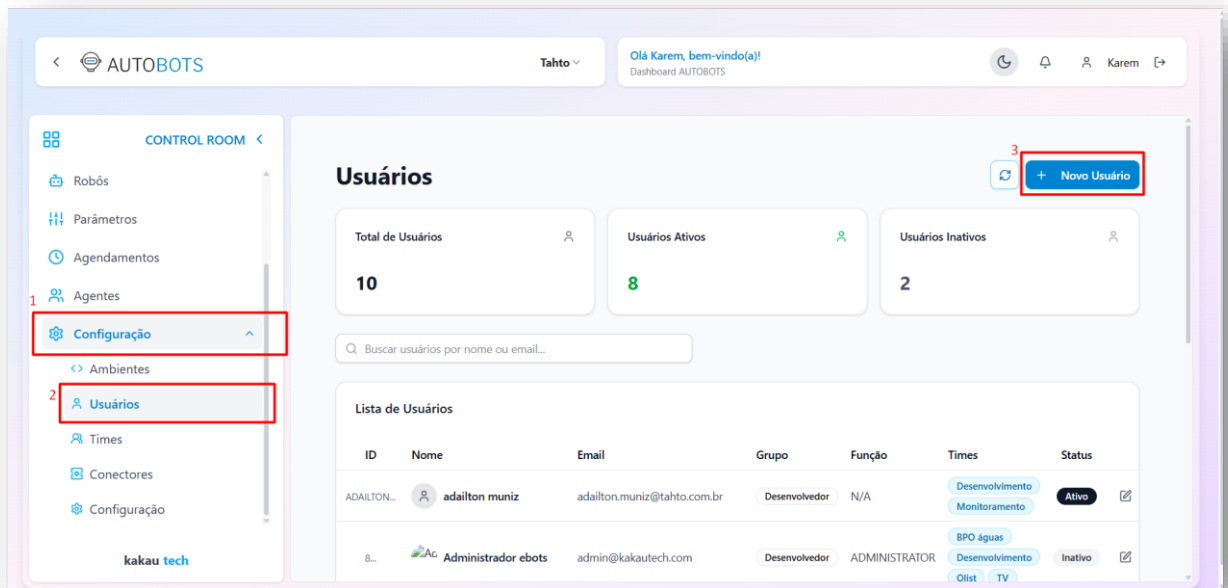 AUTOBOTS
Tahto
Olá Karem, bem-vindo(a)!
Dashboard AUTOBOTS
Karem
CONTROL ROOM
Robôs
Parâmetros
Agendamentos
Agentes
1
Configuração
Ambientes
2
Usuários
Times
Conectores
Configuração
kakau tech
Usuários
3
+ Novo Usuário
Total de Usuários
10
Usuários Ativos
8
Usuários Inativos
2
Buscar usuários por nome ou email...
Lista de Usuários
ID Nome Email Grupo Função Times Status
ADAILTON... adailton muniz adailton.muniz@tahto.com.br Desenvolvedor N/A Desenvolvimento Monitoramento Ativo
8... Ac Administrador ebots admin@kakautech.com Desenvolvedor ADMINISTRATOR BPO águas Desenvolvimento Olist TV Inativo